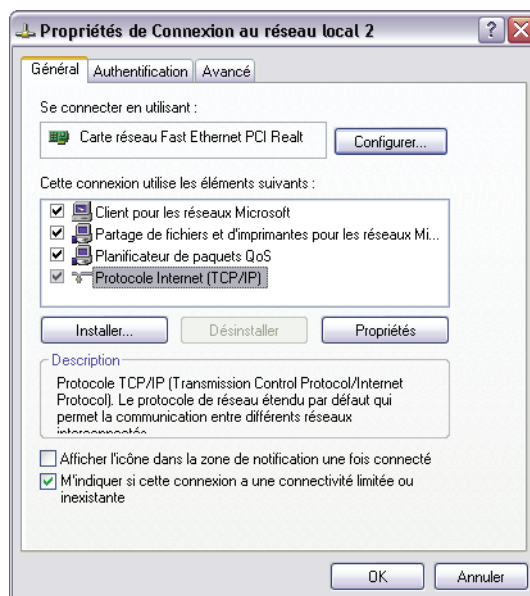 Propriétés de Connexion au réseau local 2
Général Authentification Avancé
Se connecter en utilisant :
Carte réseau Fast Ethernet PCI Realt
Configurer...
Cette connexion utilise les éléments suivants :
Client pour les réseaux Microsoft
Partage de fichiers et d'imprimantes pour les réseaux Mi...
Planificateur de paquets QoS
Protocole Internet (TCP/IP)
Installer... Désinstaller Propriétés
Description
Protocole TCP/IP (Transmission Control Protocol/Internet
Protocol). Le protocole de réseau étendu par défaut qui
permet la communication entre différents réseaux
interconnectés.
Afficher l'icône dans la zone de notification une fois connecté
M'indiquer si cette connexion a une connectivité limitée ou
inexistante
OK Annuler